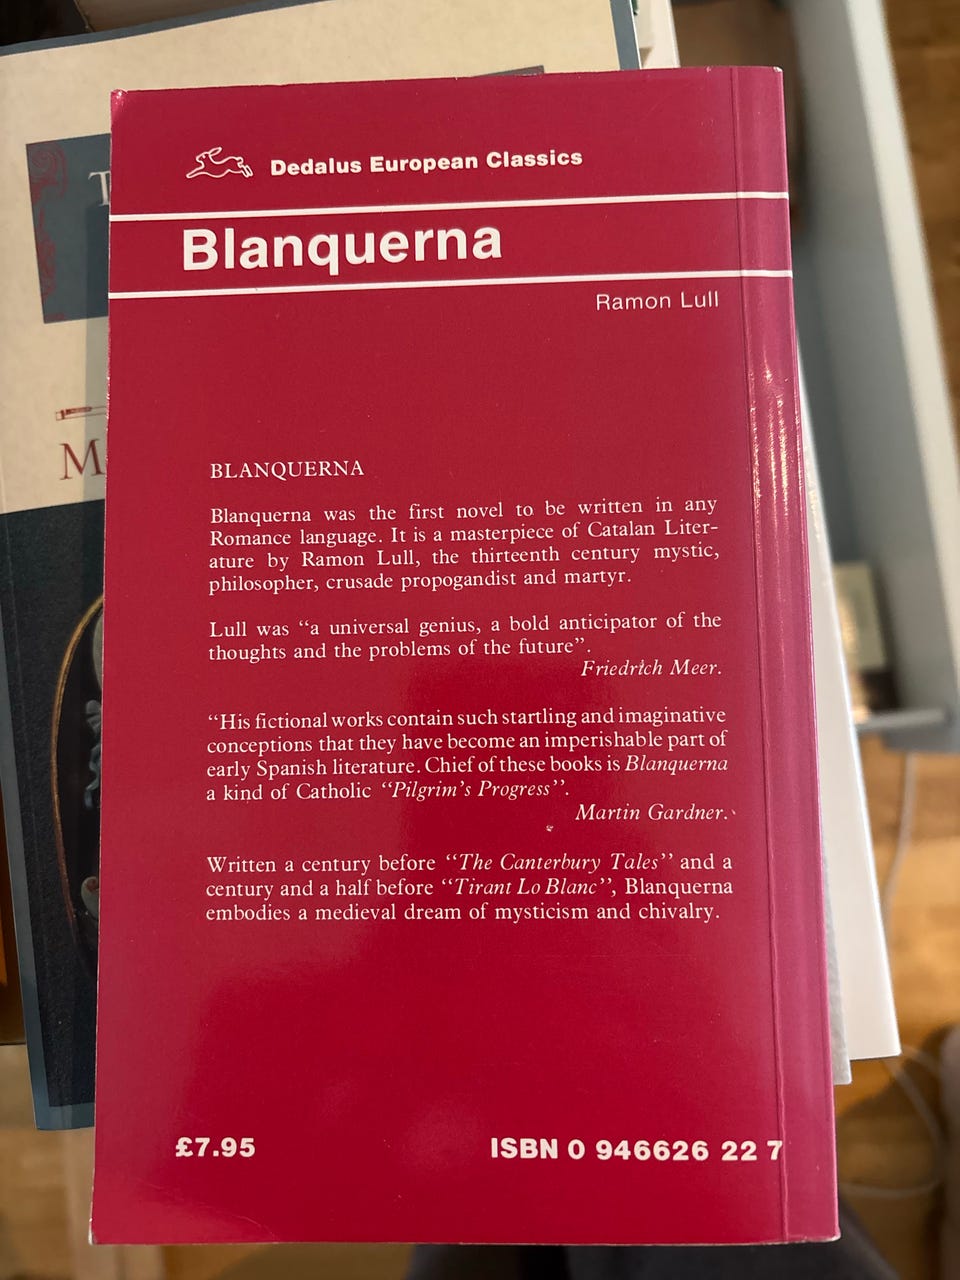 Dedalus European Classics
Blanquerna
Ramon Lull
BLANQUERNA
Blanquerna was the first novel to be written in any
Romance language. It is a masterpiece of Catalan Liter-
ature by Ramon Lull, the thirteenth century mystic,
philosopher, crusade propogandist and martyr.
Lull was “a universal genius, a bold anticipator of the
thoughts and the problems of the future”.
Friedrich Meer.
“His fictional works contain such startling and imaginative
conceptions that they have become an imperishable part of
early Spanish literature. Chief of these books is Blanquerna
a kind of Catholic “Pilgrim’s Progress”.
Martin Gardner.
Written a century before “The Canterbury Tales” and a
century and a half before “Tirant Lo Blanc”, Blanquerna
embodies a medieval dream of mysticism and chivalry.
£7.95
ISBN 0 946626 22 7
T
M